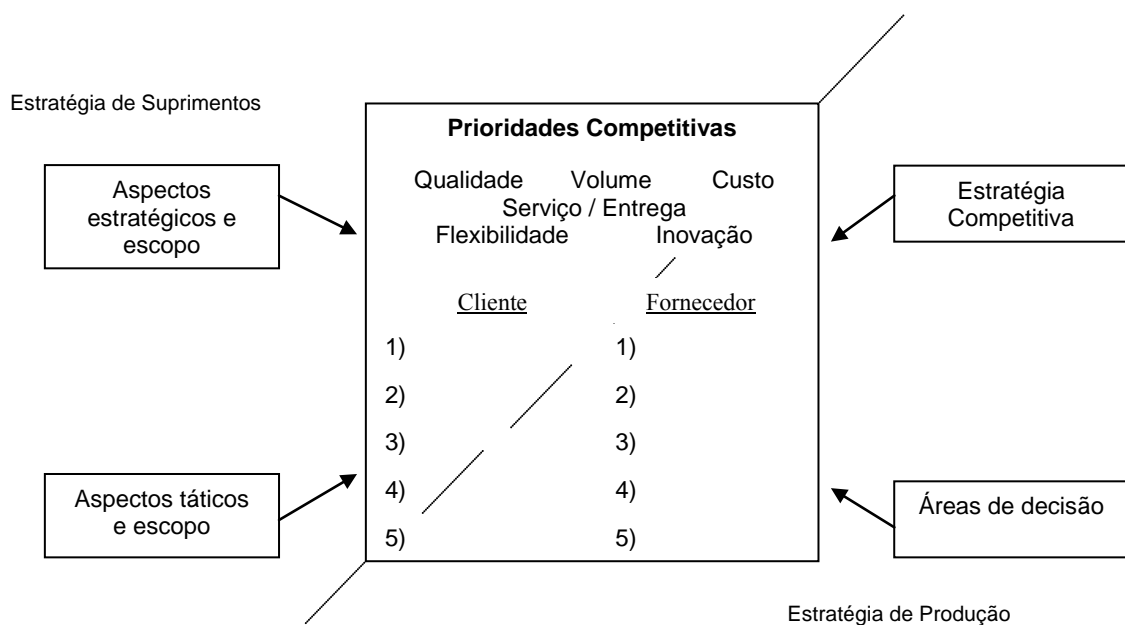 Estratégia de Suprimentos
Prioridades Competitivas
Qualidade Volume Custo
Serviço / Entrega
Flexibilidade Inovação
Aspectos
estratégicos e
escopo
Estratégia
Competitiva
Cliente Fornecedor
1) 1)
2) 2)
3) 3)
4) 4)
5) 5)
Aspectos táticos
e escopo
Áreas de decisão
Estratégia de Produção